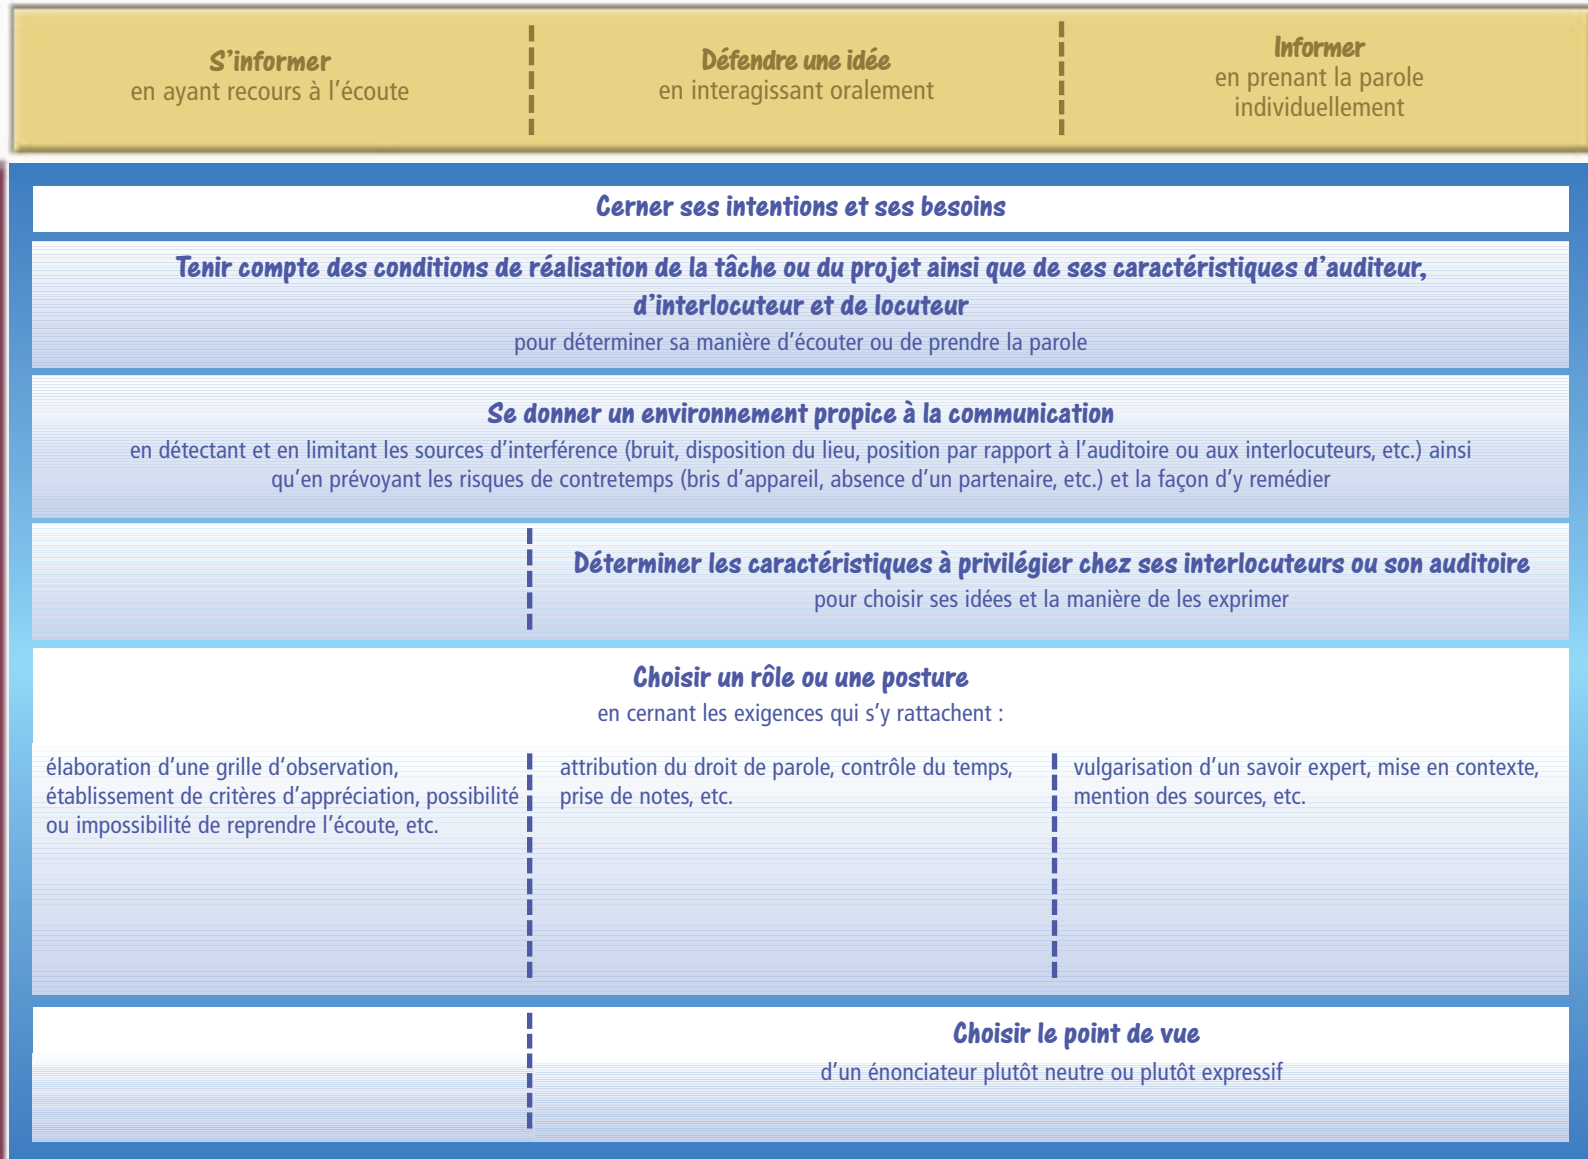 S'informer
en ayant recours à l'écoute
Défendre une idée
en interagissant oralement
Informer
en prenant la parole
individuellement
Cerner ses intentions et ses besoins
Tenir compte des conditions de réalisation de la tâche ou du projet ainsi que de ses caractéristiques d'auditeur,
d'interlocuteur et de locuteur
pour déterminer sa manière d'écouter ou de prendre la parole
Se donner un environnement propice à la communication
en détectant et en limitant les sources d'interférence (bruit, disposition du lieu, position par rapport à l'auditoire ou aux interlocuteurs, etc.) ainsi
qu'en prévoyant les risques de contretemps (bris d'appareil, absence d'un partenaire, etc.) et la façon d'y remédier
Déterminer les caractéristiques à privilégier chez ses interlocuteurs ou son auditoire
pour choisir ses idées et la manière de les exprimer
Choisir un rôle ou une posture
en cernant les exigences qui s'y rattachent :
élaboration d'une grille d'observation,
établissement de critères d'appréciation, possibilité
ou impossibilité de reprendre l'écoute, etc.
attribution du droit de parole, contrôle du temps,
prise de notes, etc.
vulgarisation d'un savoir expert, mise en contexte,
mention des sources, etc.
Choisir le point de vue
d'un énonciateur plutôt neutre ou plutôt expressif